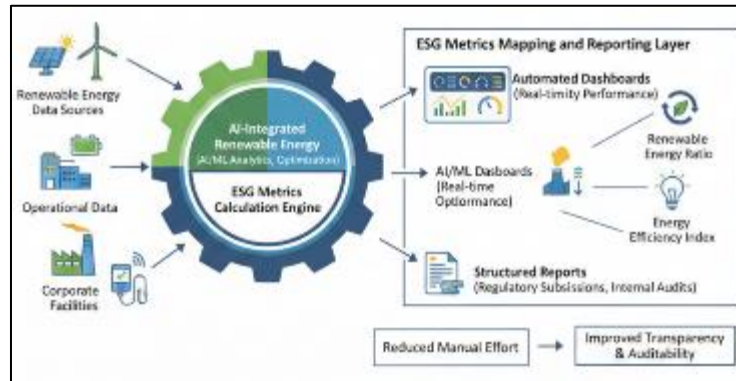 Renewable Energy
Data Sources
Operational Data
Corporate
Facilities
AI-Integrated
Renewable Energy
(AI/ML Analytics, Optimization)
ESG Metrics
Calculation Engine
ESG Metrics Mapping and Reporting Layer
Automated Dashboards
(Real-timity Performance)
AI/ML Dasboards
(Real-time
Optlormance)
Renewable
Energy Ratio
Energy
Efficiency Index
Structured Reports
(Regulatory Subsissions, Internal Audits)
Reduced Manual Effort
Improved Transparency
& Auditability